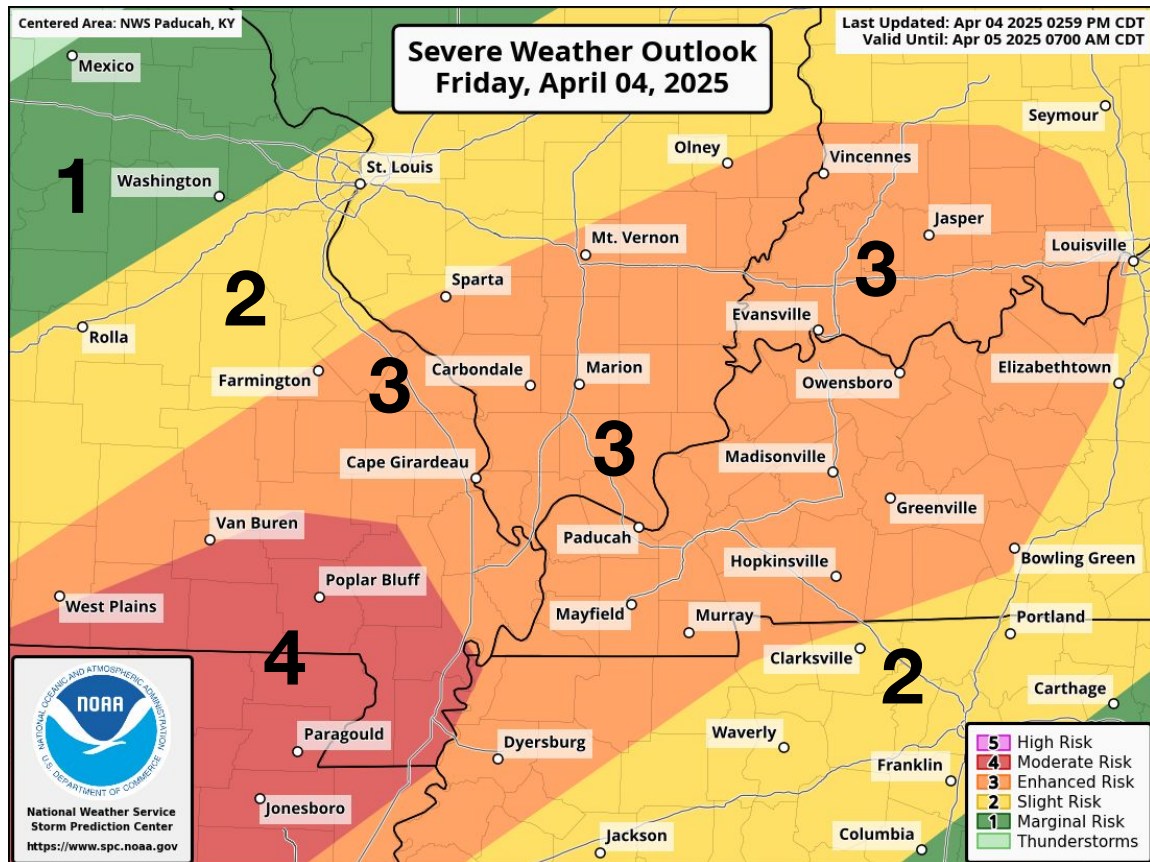 Centered Area: NWS Paducah, KY
Severe Weather Outlook
Friday, April 04, 2025
Last Updated: Apr 04 2025 0259 PM CDT
Valid Until: Apr 05 2025 0700 AM CDT
Mexico
Seymour
Olney
Vincennes
St. Louis
1
Washington
Jasper
Mt. Vernon
Louisville
3
Sparta
2
Evansville
Rolla
Farmington
3
Carbondale
Marion
Owensboro
Elizabethtown
3
Cape Girardeau
Madisonville
Greenville
Van Buren
Paducah
Hopkinsville
Bowling Green
Poplar Bluff
West Plains
Mayfield
Murray
Portland
4
Clarksville
2
Carthage
Paragould
Dyersburg
Waverly
Franklin
Jonesboro
Jackson
Columbia
NATIONAL OCEANIC AND ATMOSPHERIC ADMINISTRATION
NOAA
U.S. DEPARTMENT OF COMMERCE
National Weather Service
Storm Prediction Center
https://www.spc.noaa.gov
5 High Risk
4 Moderate Risk
3 Enhanced Risk
2 Slight Risk
1 Marginal Risk
Thunderstorms